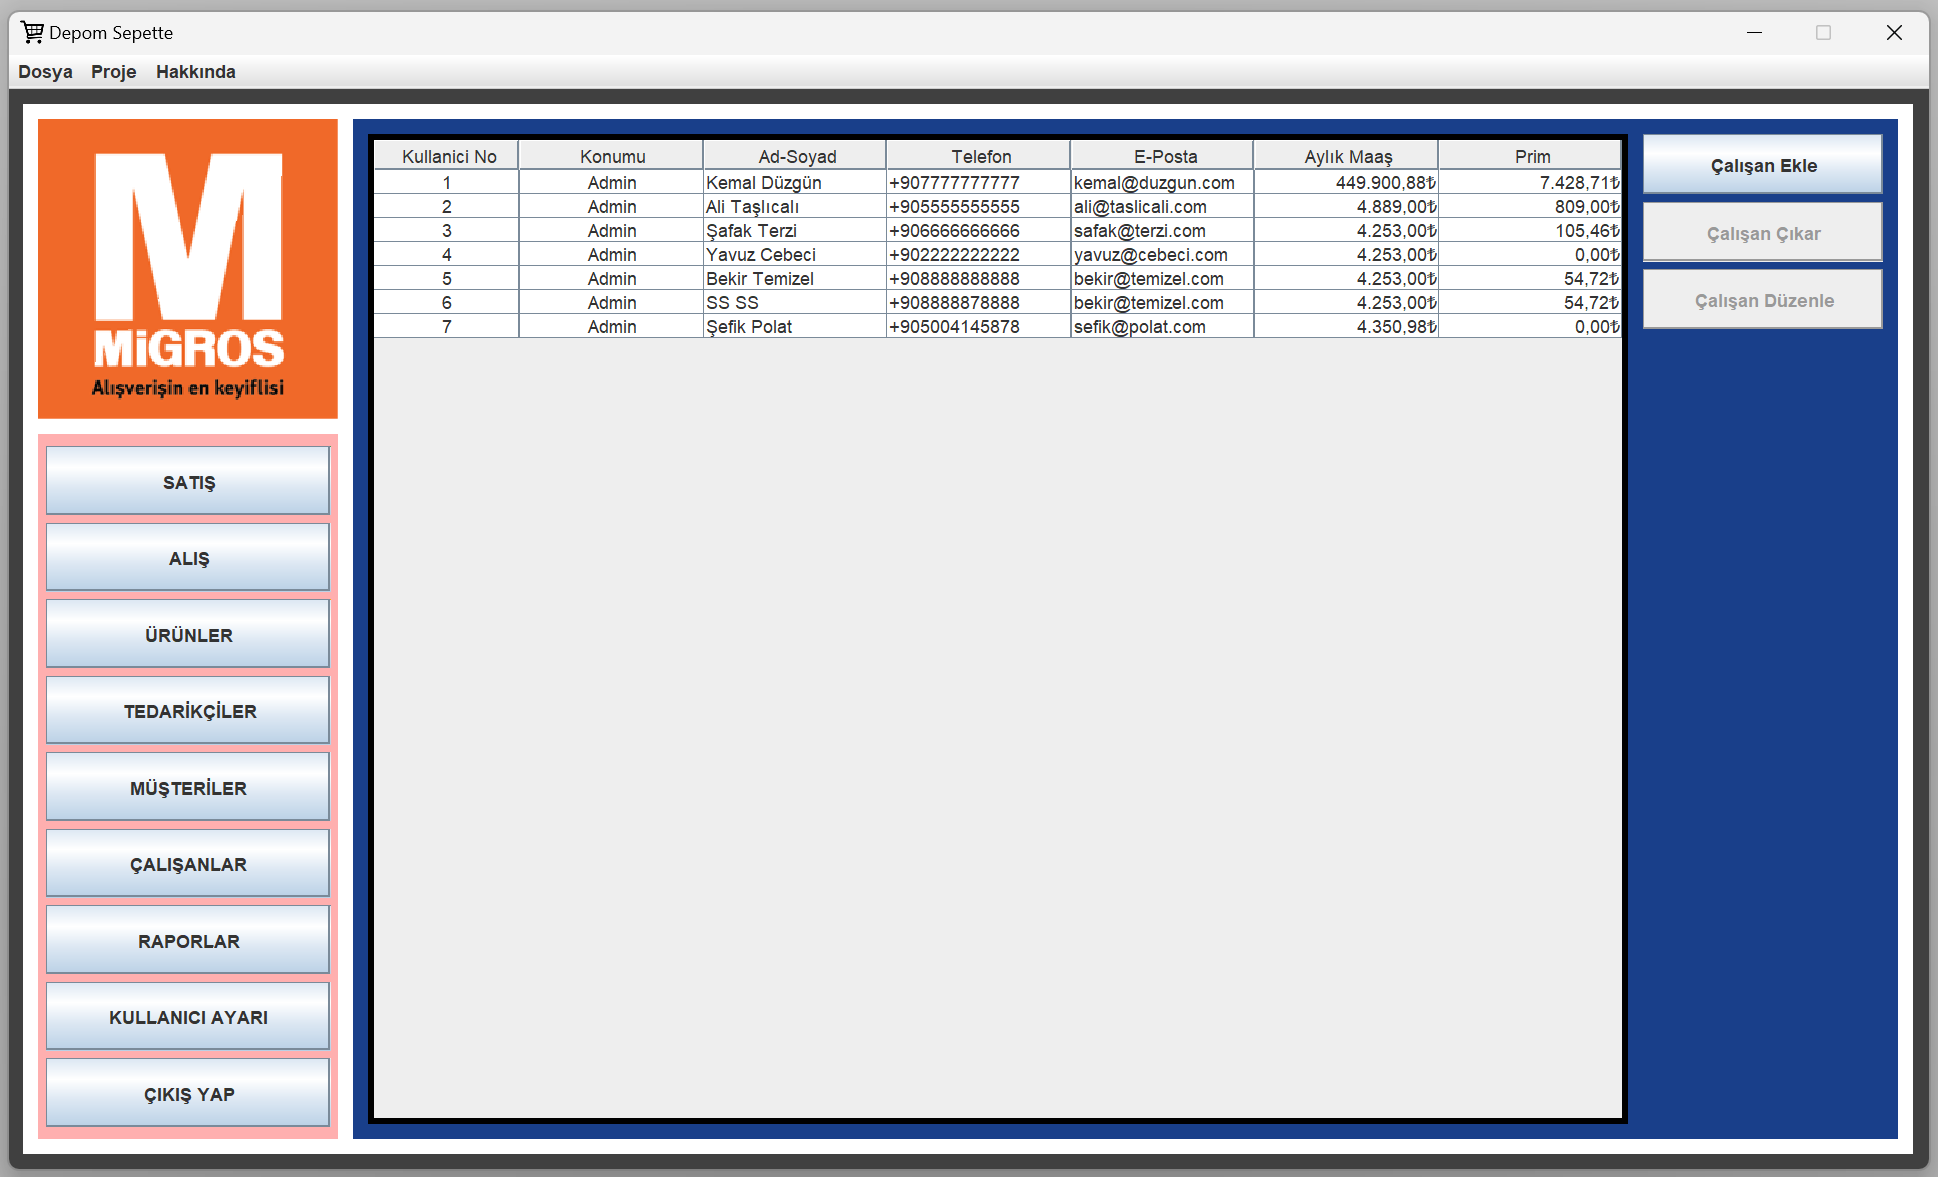 Depom Sepette
Dosya Proje Hakkında
MiGROS
Alışverişin en keyiflisi
SATIŞ
ALIŞ
ÜRÜNLER
TEDARİKÇİLER
MÜŞTERİLER
ÇALIŞANLAR
RAPORLAR
KULLANICI AYARI
ÇIKIŞ YAP
Kullanici No Konumu Ad-Soyad Telefon E-Posta Aylık Maaş Prim
1 Admin Kemal Düzgün +907777777777 kemal@duzgun.com 449.900,88₺ 7.428,71₺
2 Admin Ali Taşlıcalı +905555555555 ali@taslicali.com 4.889,00₺ 809,00₺
3 Admin Şafak Terzi +906666666666 safak@terzi.com 4.253,00₺ 105,46₺
4 Admin Yavuz Cebeci +902222222222 yavuz@cebeci.com 4.253,00₺ 0,00₺
5 Admin Bekir Temizel +908888888888 bekir@temizel.com 4.253,00₺ 54,72₺
6 Admin SS SS +908888878888 bekir@temizel.com 4.253,00₺ 54,72₺
7 Admin Şefik Polat +905004145878 sefik@polat.com 4.350,98₺ 0,00₺
Çalışan Ekle
Çalışan Çıkar
Çalışan Düzenle